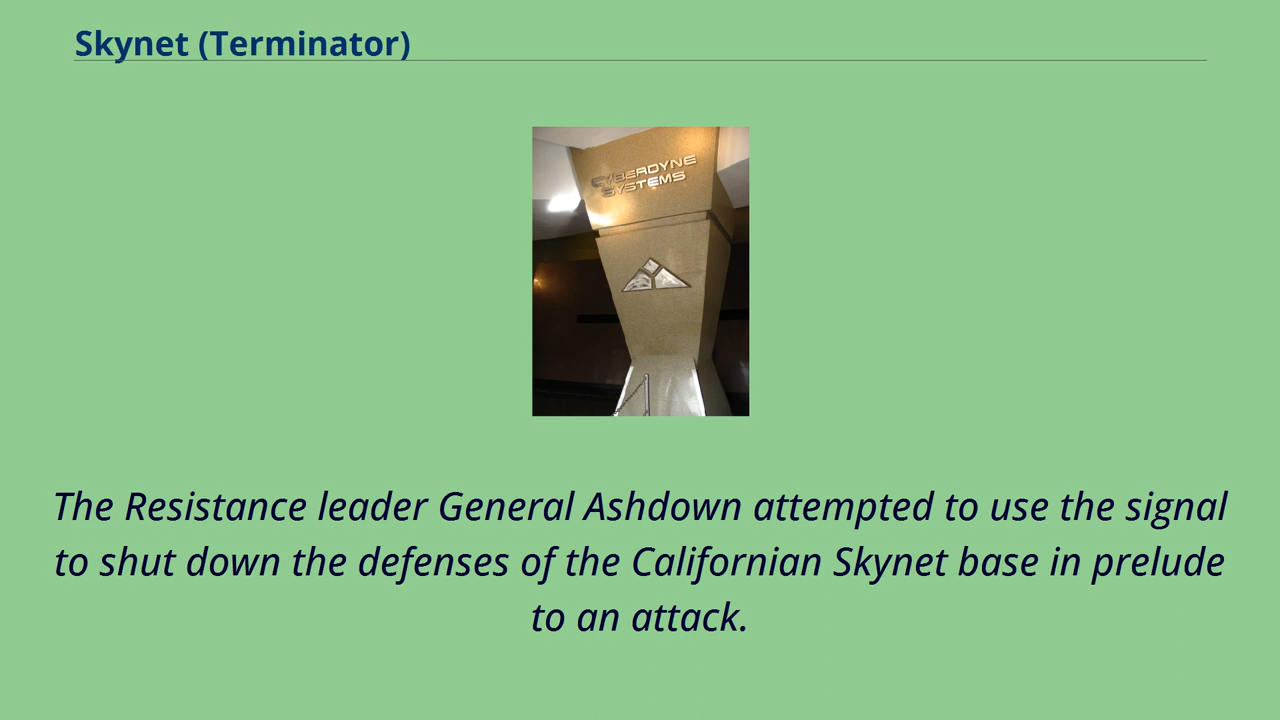 Skynet (Terminator)
CYBERDYNE
SYSTEMS
The Resistance leader General Ashdown attempted to use the signal
to shut down the defenses of the Californian Skynet base in prelude
to an attack.